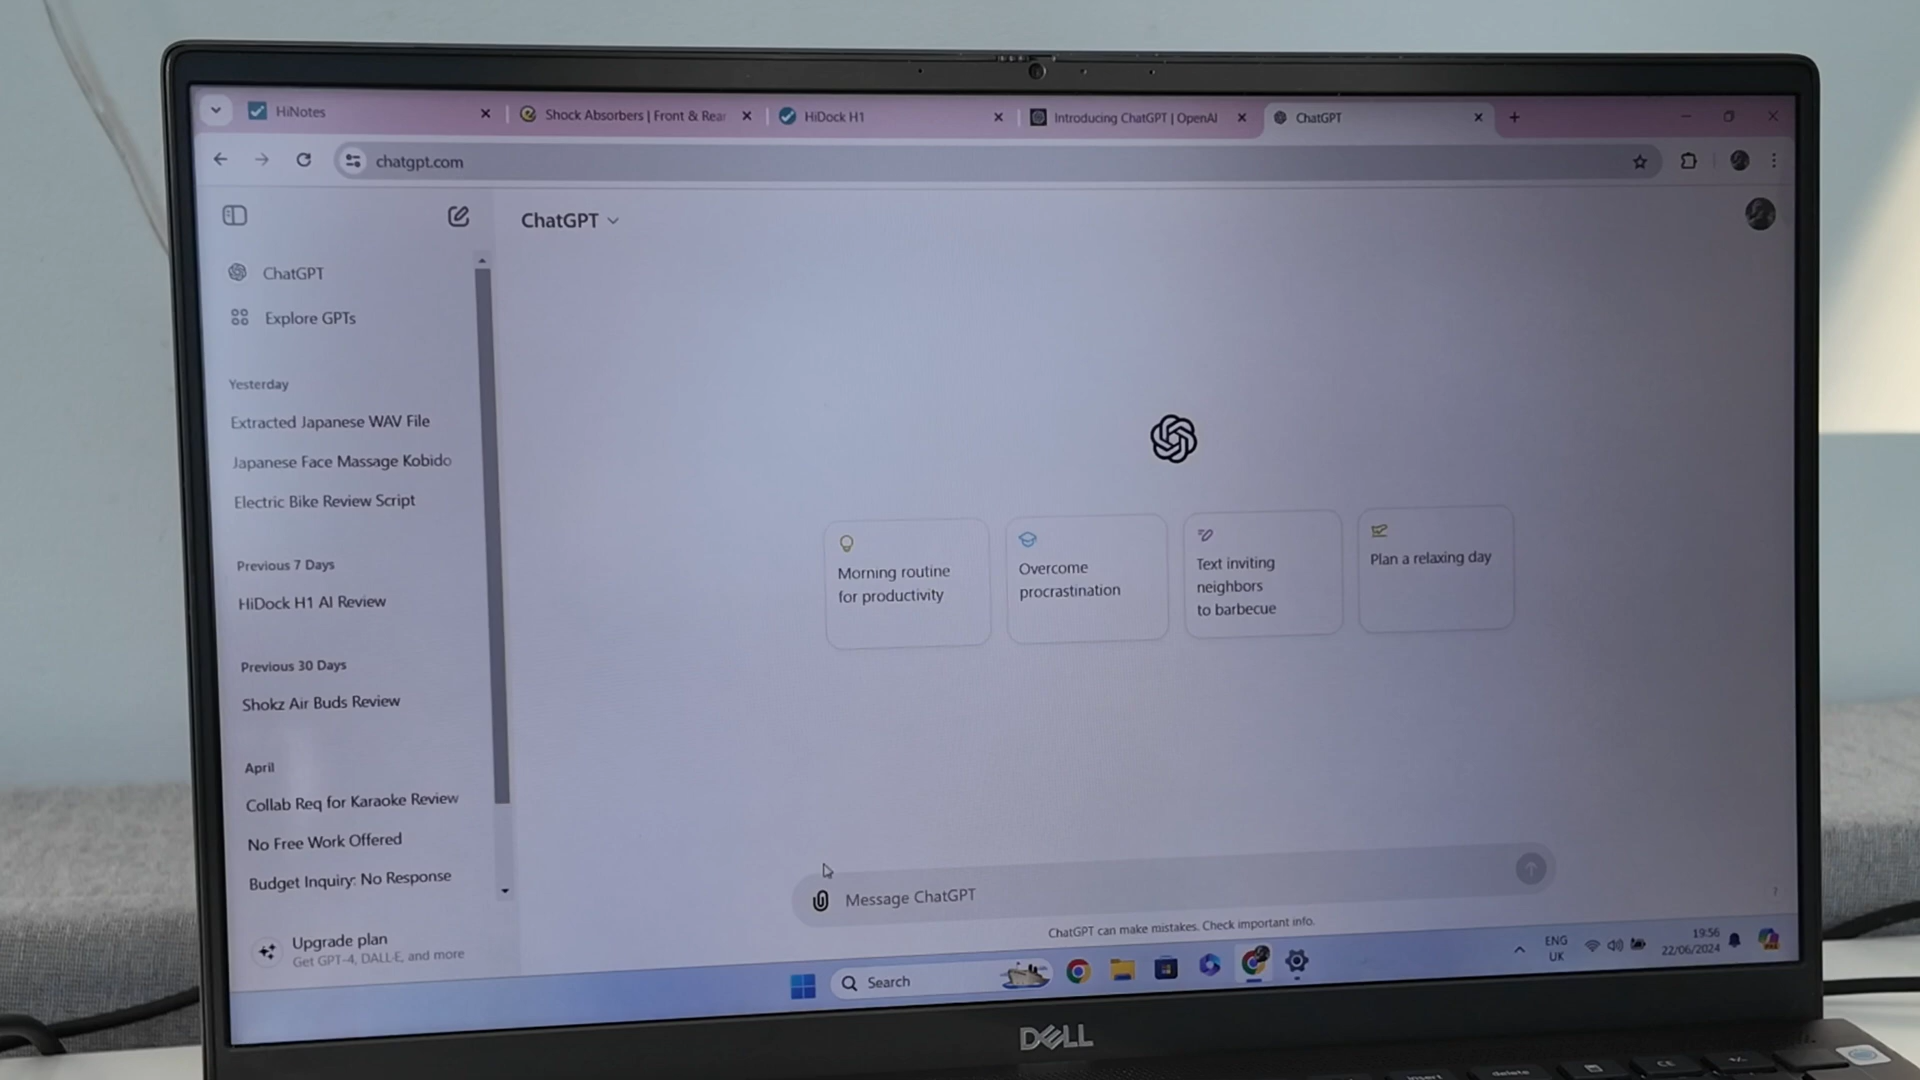 HiNotes
Shock Absorbers | Front & Rear
HiDock H1
Introducing ChatGPT | OpenAI
ChatGPT
chatgpt.com
ChatGPT
ChatGPT
Explore GPTs
Yesterday
Extracted Japanese WAV File
Japanese Face Massage Kobido
Electric Bike Review Script
Previous 7 Days
HiDock H1 AI Review
Previous 30 Days
Shokz Air Buds Review
April
Collab Req for Karaoke Review
No Free Work Offered
Budget Inquiry: No Response
Upgrade plan
Get GPT-4, DALL·E, and more
Morning routine
for productivity
Overcome
procrastination
Text inviting
neighbors
to barbecue
Plan a relaxing day
Message ChatGPT
ChatGPT can make mistakes. Check important info.
?
Search
ENG
UK
19:56
22/06/2024
DELL
insert
delete